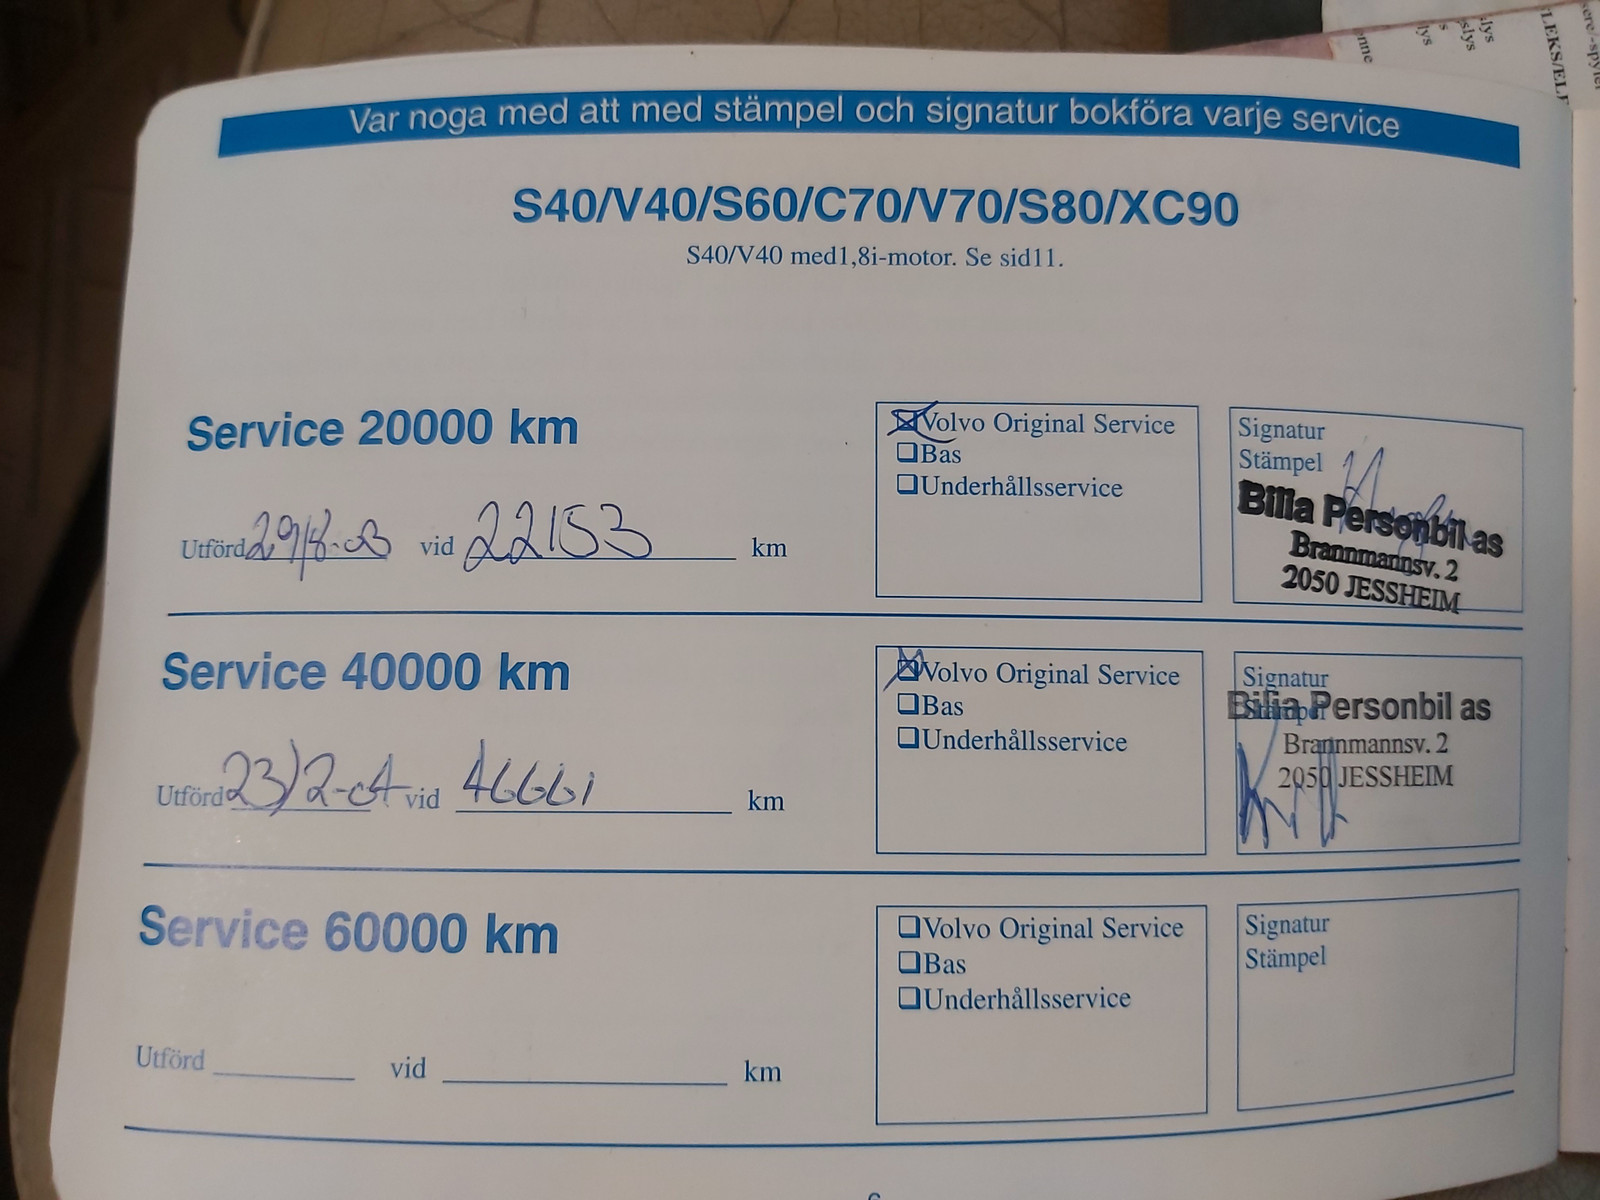 Var noga med att med stämpel och signatur bokföra varje service
S40/V40/S60/C70/V70/S80/XC90
S40/V40 med1,8i-motor. Se sid11.
Service 20000 km
Utförd 29/8-03 vid 22153 km
Volvo Original Service
Bas
Underhållsservice
Signatur
Stämpel
Bilia Personbil as
Brannmannsv. 2
2050 JESSHEIM
Service 40000 km
Utförd 23/2-04 vid 46661 km
Volvo Original Service
Bas
Underhållsservice
Signatur
Stämpel
Bilia Personbil as
Brannmannsv. 2
2050 JESSHEIM
Service 60000 km
Utförd vid km
Volvo Original Service
Bas
Underhållsservice
Signatur
Stämpel